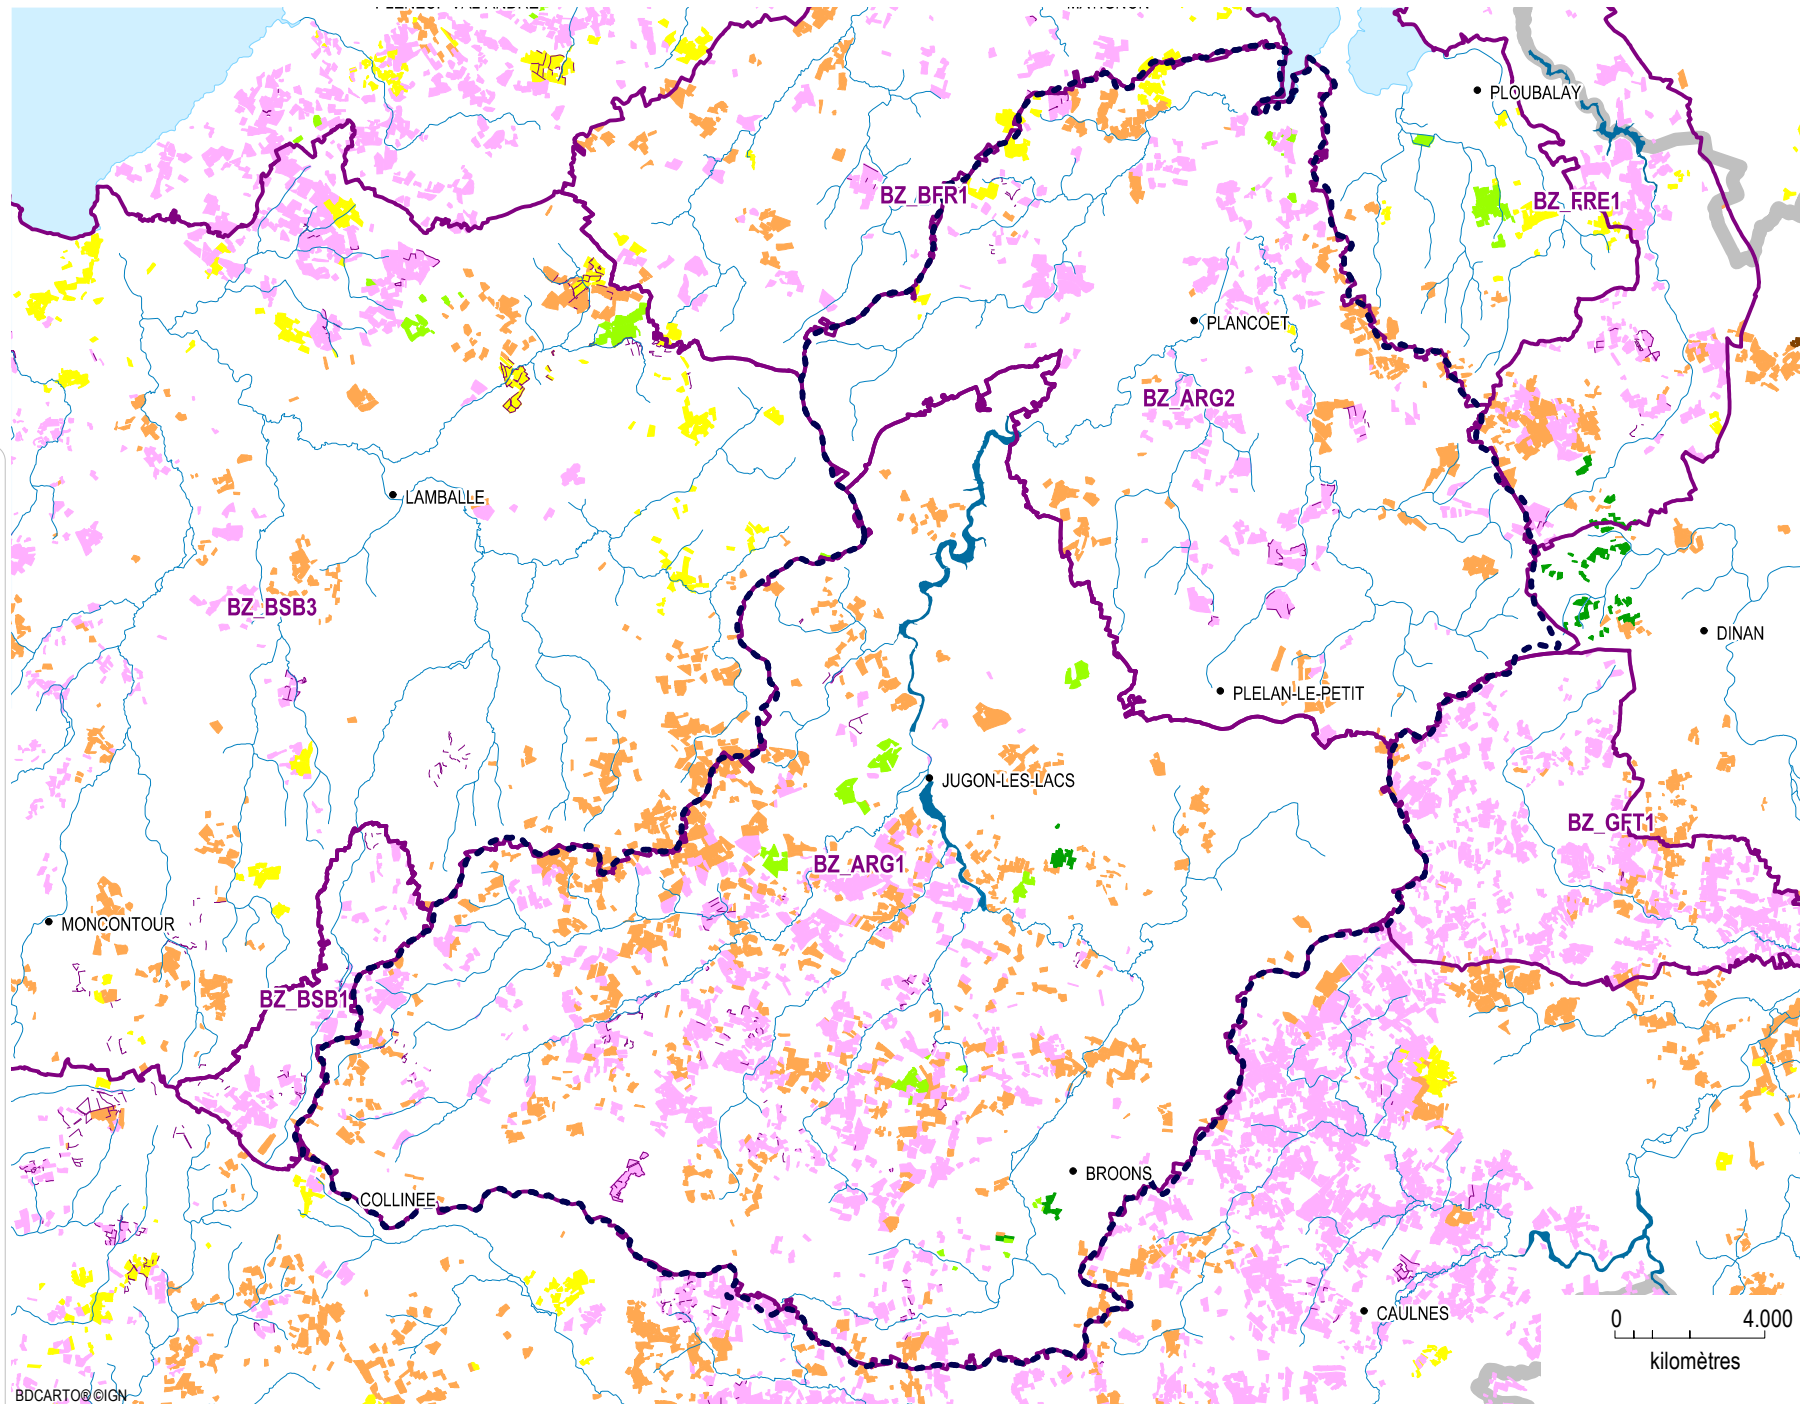 PLOUBALAY
BZ_BFR1
BZ_FRE1
PLANCOET
BZ_ARG2
LAMBALLE
BZ_BSB3
DINAN
PLELAN-LE-PETIT
JUGON-LES-LACS
BZ_GFT1
BZ_ARG1
MONCONTOUR
BZ_BSB1
BROONS
COLLINEE
CAULNES
0 4.000
kilomètres
BDCARTO® ©IGN